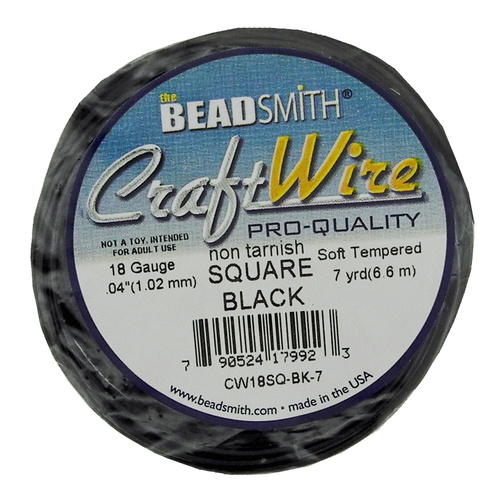 the BEADSMITH®
CraftWire
PRO-QUALITY
NOT A TOY. INTENDED
FOR ADULT USE
non tarnish
18 Gauge
SQUARE
Soft Tempered
.04"(1.02 mm)
7 yrd(6.6 m)
BLACK
7 90524 17992 3
CW18SQ-BK-7
www.beadsmith.com • made in the USA